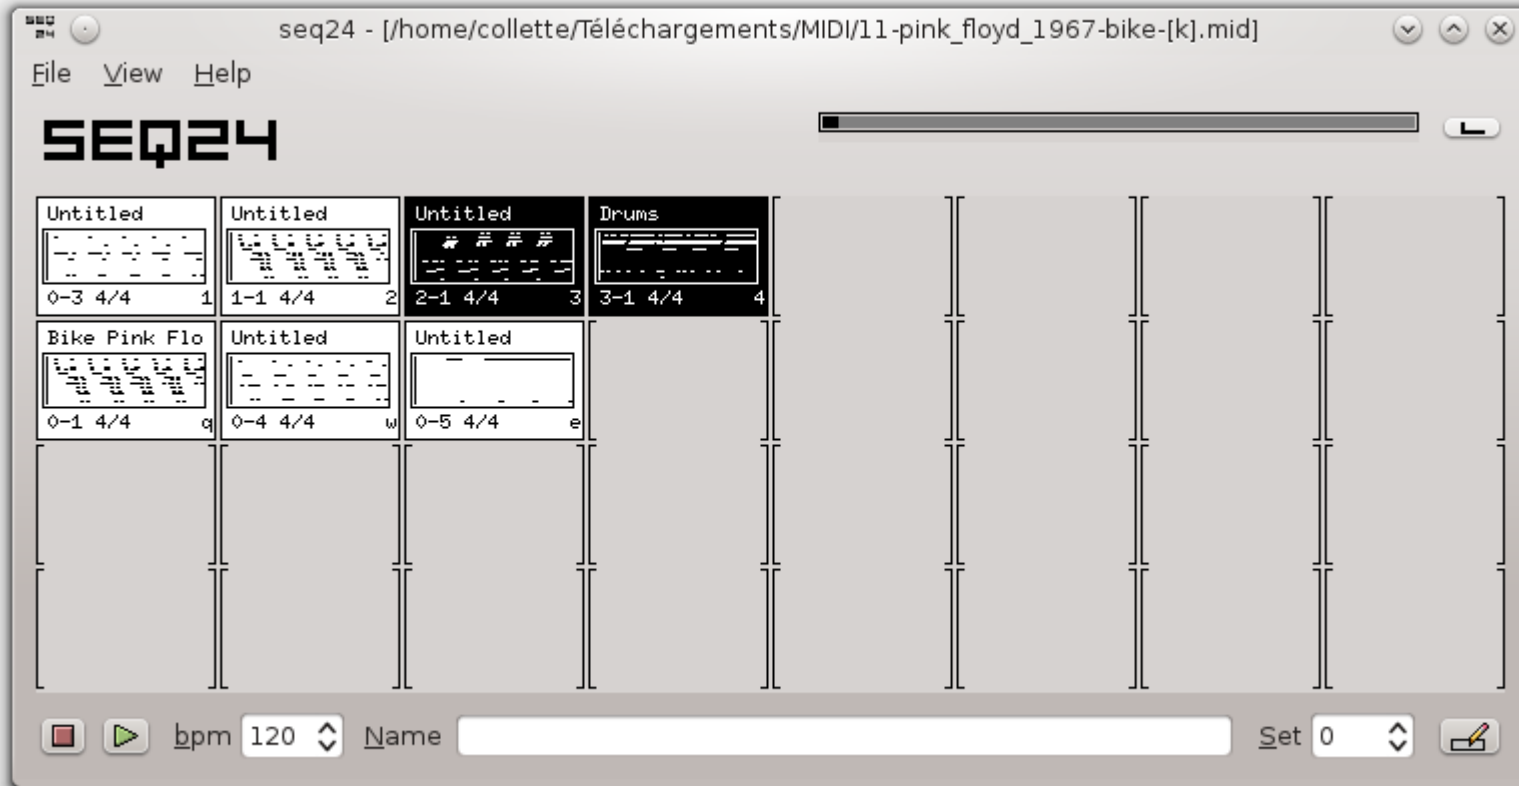 SEQ 24 seq24 - [/home/collette/Téléchargements/MIDI/11-pink_floyd_1967-bike-[k].mid]
File View Help
SEQ24
Untitled Untitled Untitled Drums
0-3 4/4 1 1-1 4/4 2 2-1 4/4 3 3-1 4/4 4
Bike Pink Flo Untitled Untitled
0-1 4/4 q 0-4 4/4 w 0-5 4/4 e
bpm 120 Name Set 0